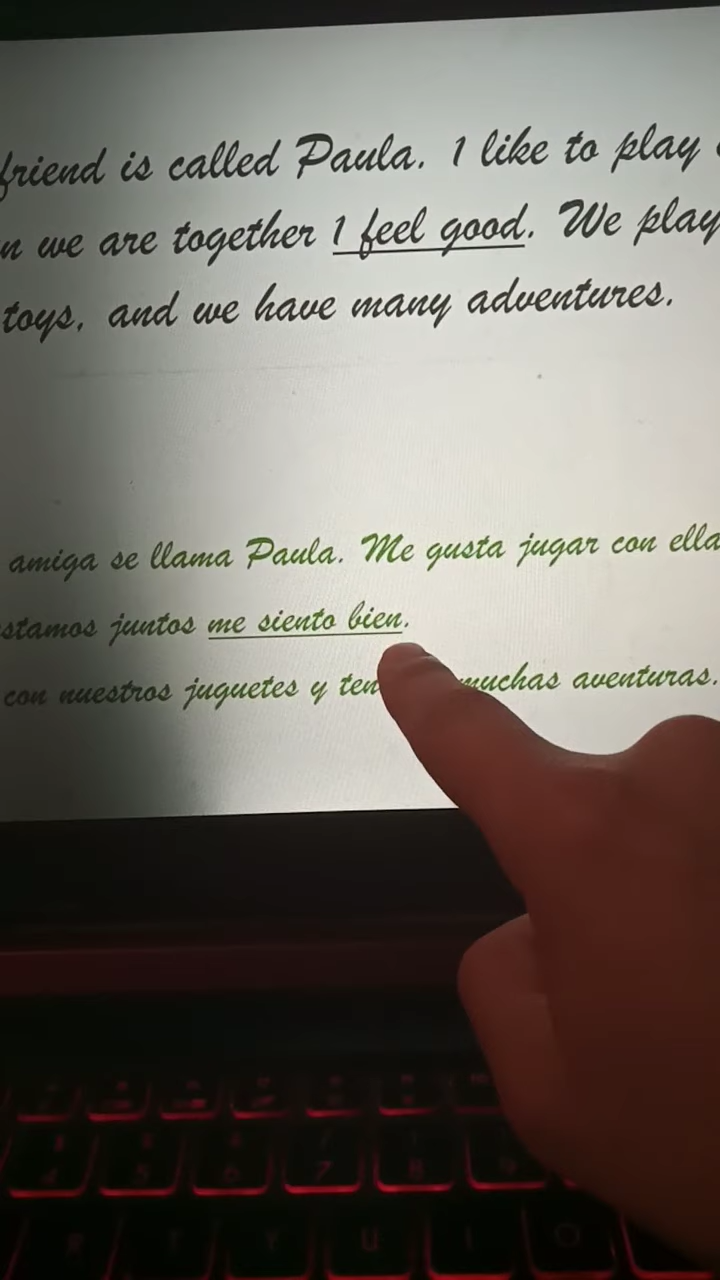 friend is called Paula. I like to play
we are together I feel good. We play
toys, and we have many adventures.
amiga se llama Paula. Me gusta jugar con ella
juntos me siento bien.
con nuestros juguetes y muchas aventuras.
7 8
R T Y U I O